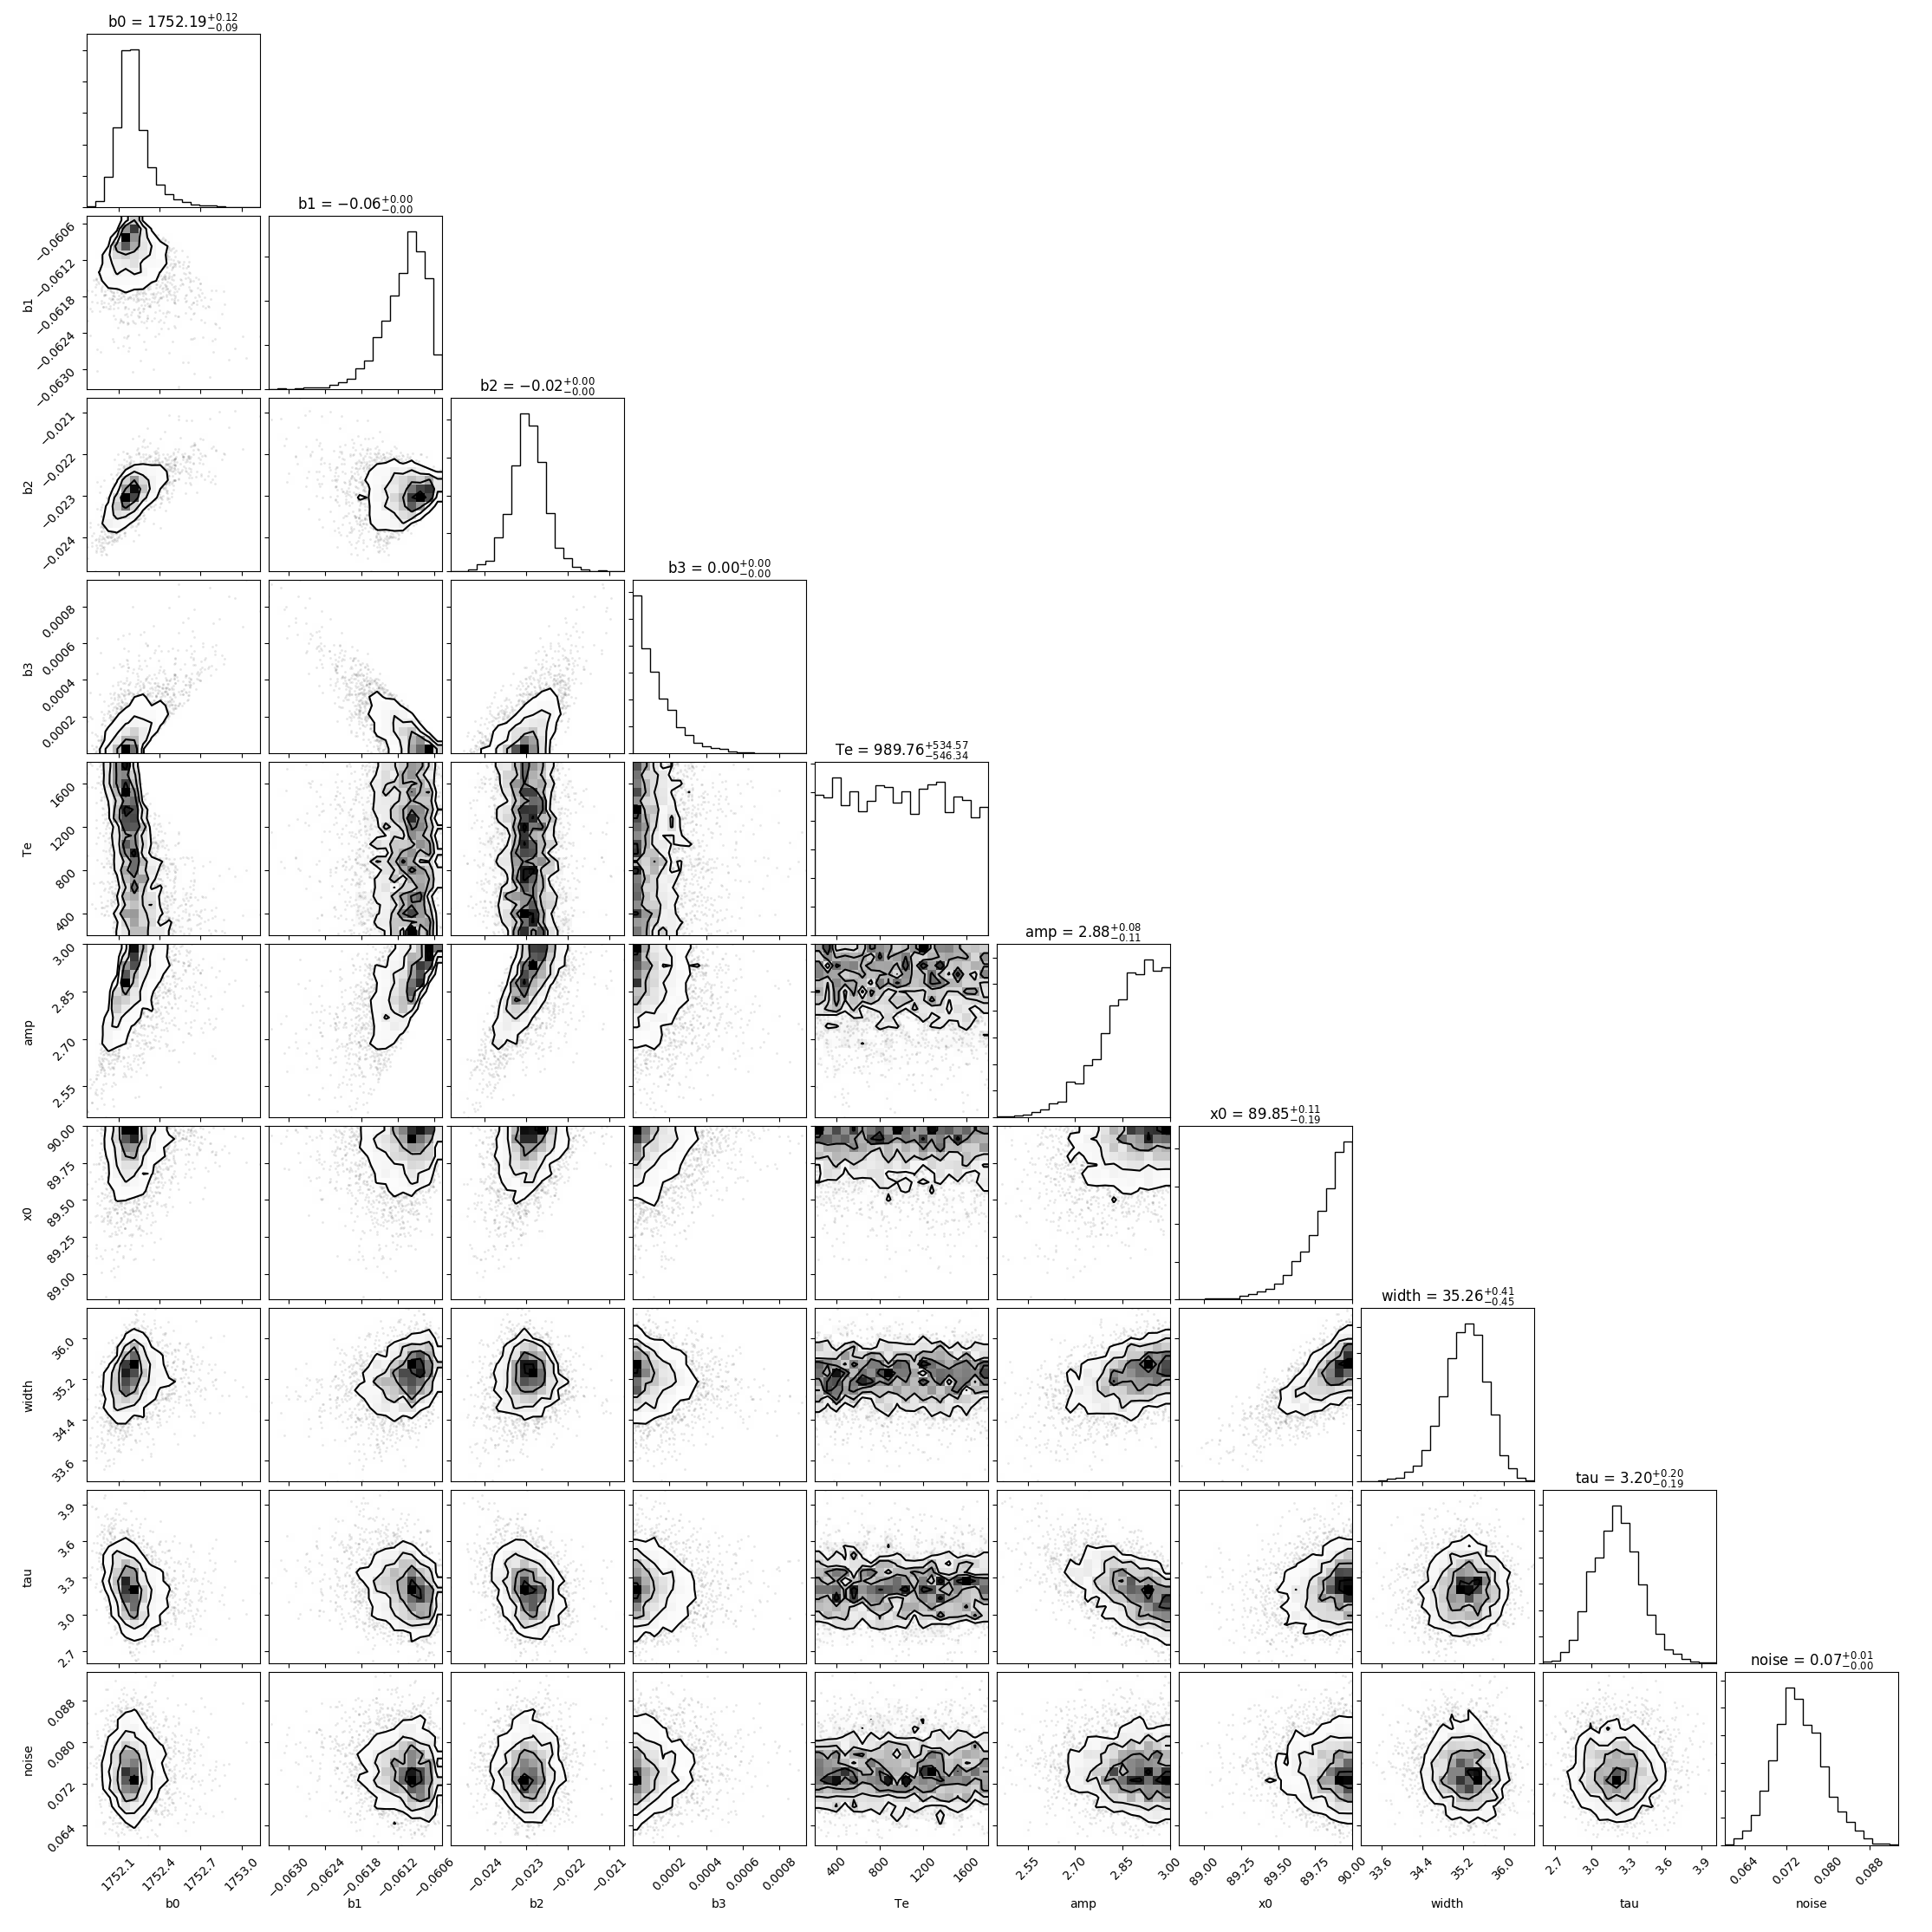 b0 = 1752.19+0.12−0.09
b1 = −0.06+0.00−0.00
−0.0606
−0.0612
−0.0618
−0.0624
−0.0630
b1
b2 = −0.02+0.00−0.00
−0.021
−0.022
−0.023
−0.024
b2
b3 = 0.00+0.00−0.00
0.0008
0.0006
0.0004
0.0002
b3
Te = 989.76+534.57−546.34
1600
1200
800
400
Te
amp = 2.88+0.08−0.11
3.00
2.85
2.70
2.55
amp
x0 = 89.85+0.11−0.19
90.00
89.75
89.50
89.25
89.00
x0
width = 35.26+0.41−0.45
36.0
35.2
34.4
33.6
width
tau = 3.20+0.20−0.19
3.9
3.6
3.3
3.0
2.7
tau
noise = 0.07+0.01−0.00
0.088
0.080
0.072
0.064
noise
1752.1 1752.4 1752.7 1753.0 −0.0630 −0.0624 −0.0618 −0.0612 −0.0606 −0.024 −0.023 −0.022 −0.021 0.0002 0.0004 0.0006 0.0008 400 800 1200 1600 2.55 2.70 2.85 3.00 89.00 89.25 89.50 89.75 90.00 33.6 34.4 35.2 36.0 2.7 3.0 3.3 3.6 3.9 0.064 0.072 0.080 0.088
b0 b1 b2 b3 Te amp x0 width tau noise